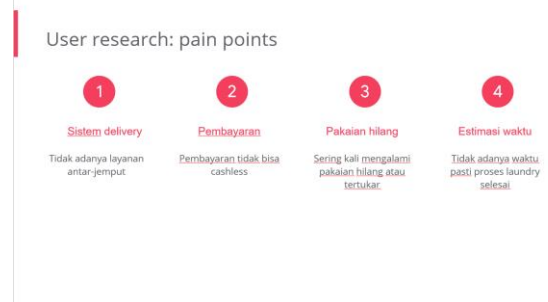 User research: pain points
1
2
3
4
Sistem delivery
Pembayaran
Pakaian hilang
Estimasi waktu
Tidak adanya layanan
antar-jemput
Pembayaran tidak bisa
cashless
Sering kali mengalami
pakaian hilang atau
tertukar
Tidak adanya waktu
pasti proses laundry
selesai